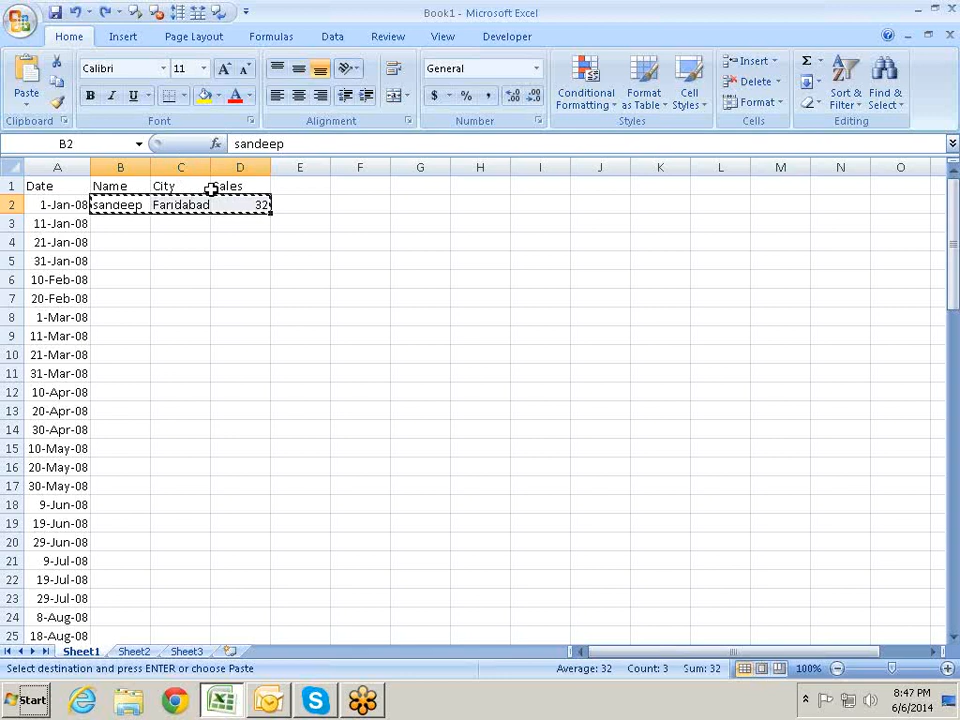 Book1 - Microsoft Excel
Home Insert Page Layout Formulas Data Review View Developer
Paste
Clipboard
Calibri 11
B I U
Font
Alignment
General
$ % ,
Number
Conditional Formatting
Format as Table
Cell Styles
Styles
Insert
Delete
Format
Cells
Sort & Filter
Find & Select
Editing
B2 fx sandeep
A B C D E F G H I J K L M N O
1 Date Name City Sales
2 1-Jan-08 sandeep Faridabad 32
3 11-Jan-08
4 21-Jan-08
5 31-Jan-08
6 10-Feb-08
7 20-Feb-08
8 1-Mar-08
9 11-Mar-08
10 21-Mar-08
11 31-Mar-08
12 10-Apr-08
13 20-Apr-08
14 30-Apr-08
15 10-May-08
16 20-May-08
17 30-May-08
18 9-Jun-08
19 19-Jun-08
20 29-Jun-08
21 9-Jul-08
22 19-Jul-08
23 29-Jul-08
24 8-Aug-08
25 18-Aug-08
Sheet1 Sheet2 Sheet3
Select destination and press ENTER or choose Paste Average: 32 Count: 3 Sum: 32 100%
Start 8:47 PM
6/6/2014